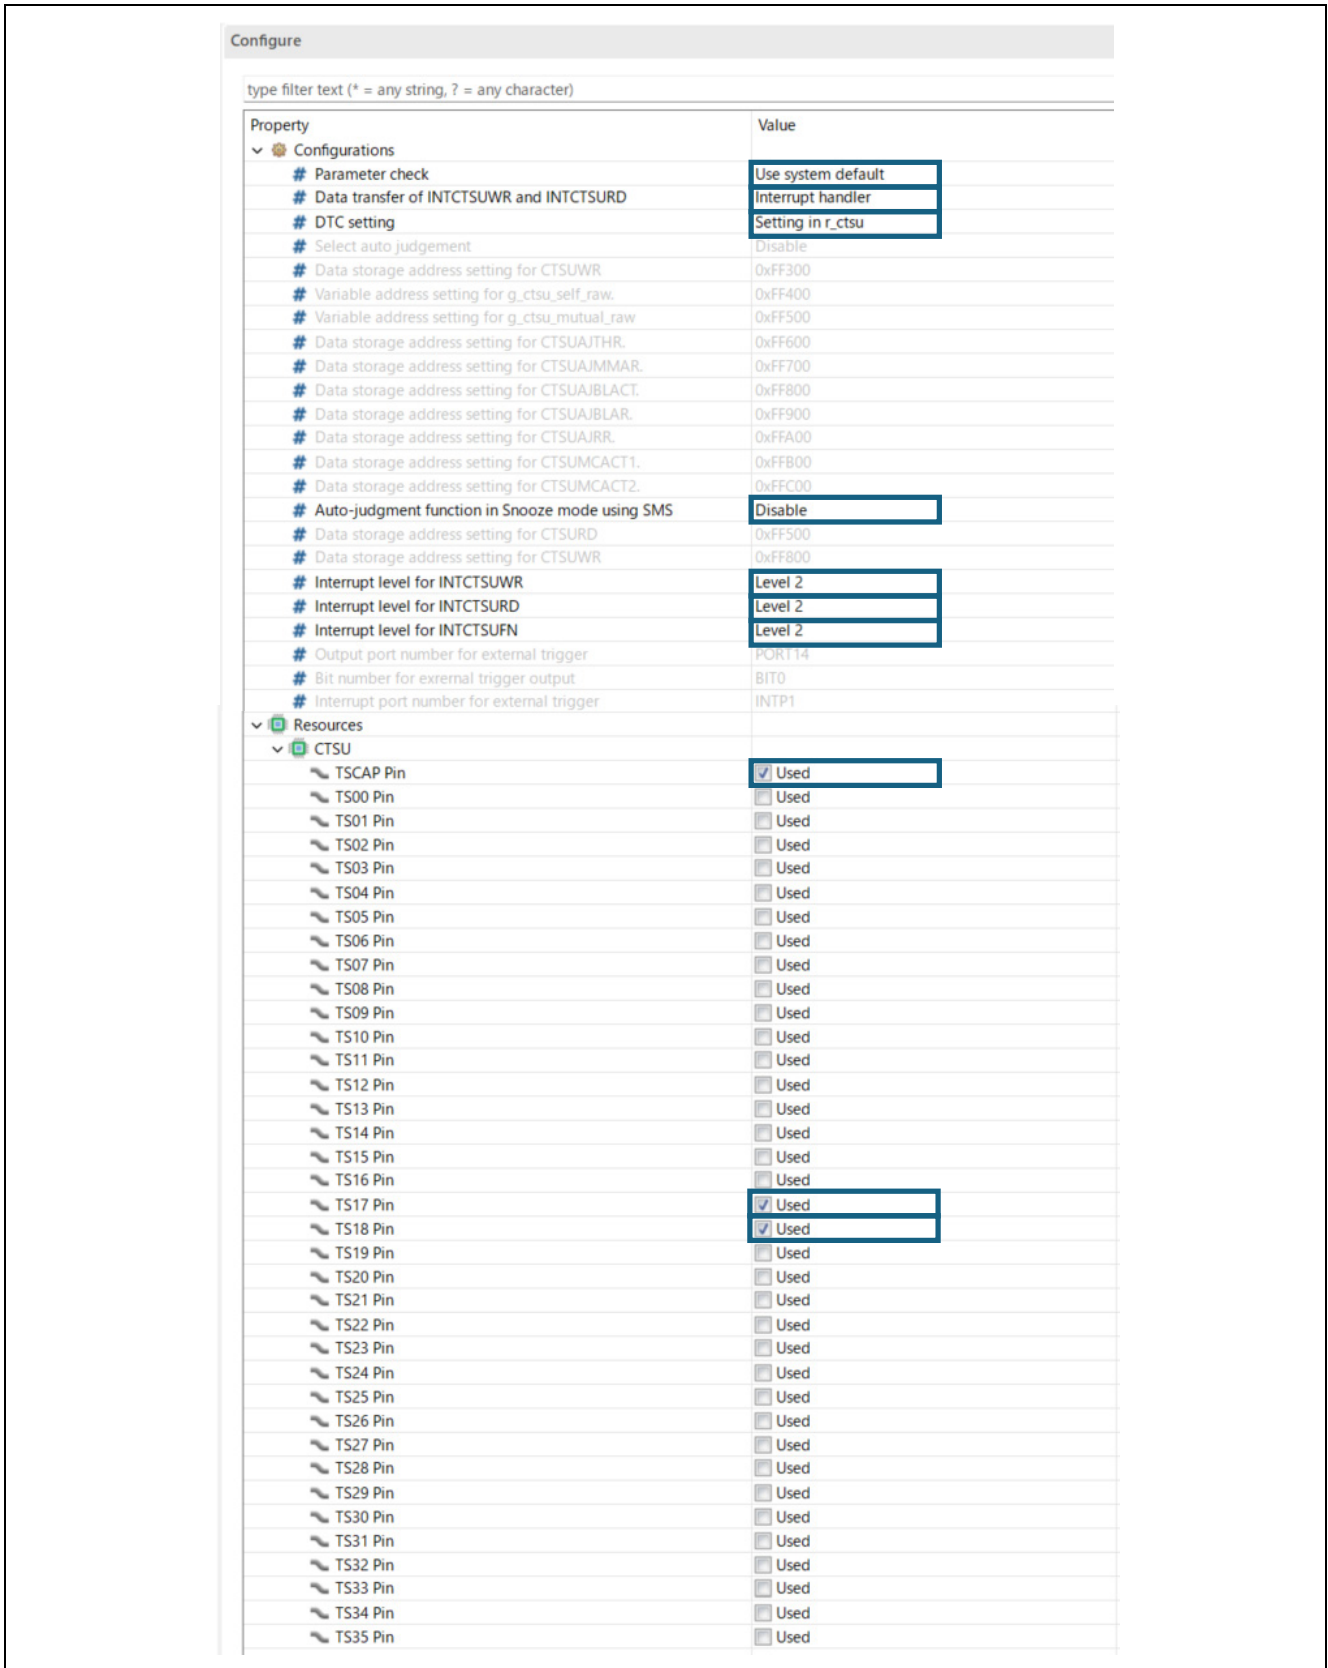 Configure
type filter text (* = any string, ? = any character)
Property Value
Configurations
# Parameter check Use system default
# Data transfer of INTCTSUWR and INTCTSURD Interrupt handler
# DTC setting Setting in r_ctsu
# Select auto judgement Disable
# Data storage address setting for CTSUWR 0xFF300
# Variable address setting for g_ctsu_self_raw. 0xFF400
# Variable address setting for g_ctsu_mutual_raw 0xFF500
# Data storage address setting for CTSUAJTHR. 0xFF600
# Data storage address setting for CTSUAJMMAR. 0xFF700
# Data storage address setting for CTSUAJBLACT. 0xFF800
# Data storage address setting for CTSUAJBLAR. 0xFF900
# Data storage address setting for CTSUAJRR. 0xFFA00
# Data storage address setting for CTSUMCACT1. 0xFFB00
# Data storage address setting for CTSUMCACT2. 0xFFC00
# Auto-judgment function in Snooze mode using SMS Disable
# Data storage address setting for CTSURD 0xFF500
# Data storage address setting for CTSUWR 0xFF800
# Interrupt level for INTCTSUWR Level 2
# Interrupt level for INTCTSURD Level 2
# Interrupt level for INTCTSUFN Level 2
# Output port number for external trigger PORT14
# Bit number for exrernal trigger output BIT0
# Interrupt port number for external trigger INTP1
Resources
CTSU
TSCAP Pin Used
TS00 Pin Used
TS01 Pin Used
TS02 Pin Used
TS03 Pin Used
TS04 Pin Used
TS05 Pin Used
TS06 Pin Used
TS07 Pin Used
TS08 Pin Used
TS09 Pin Used
TS10 Pin Used
TS11 Pin Used
TS12 Pin Used
TS13 Pin Used
TS14 Pin Used
TS15 Pin Used
TS16 Pin Used
TS17 Pin Used
TS18 Pin Used
TS19 Pin Used
TS20 Pin Used
TS21 Pin Used
TS22 Pin Used
TS23 Pin Used
TS24 Pin Used
TS25 Pin Used
TS26 Pin Used
TS27 Pin Used
TS28 Pin Used
TS29 Pin Used
TS30 Pin Used
TS31 Pin Used
TS32 Pin Used
TS33 Pin Used
TS34 Pin Used
TS35 Pin Used